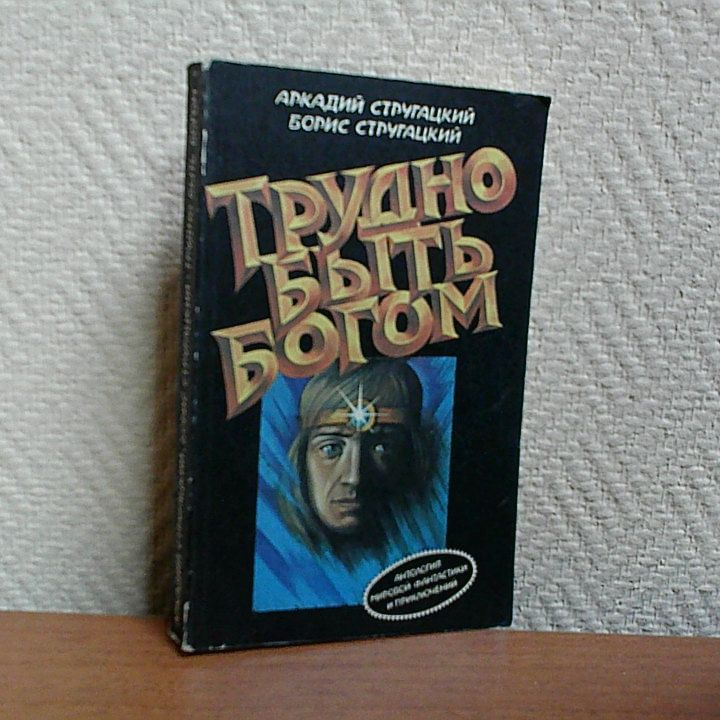 АРКАДИЙ СТРУГАЦКИЙ
БОРИС СТРУГАЦКИЙ
ТРУДНО
БЫТЬ
БОГОМ
АНТОЛОГИЯ
МИРОВОЙ ФАНТАСТИКИ
И ПРИКЛЮЧЕНИЙ